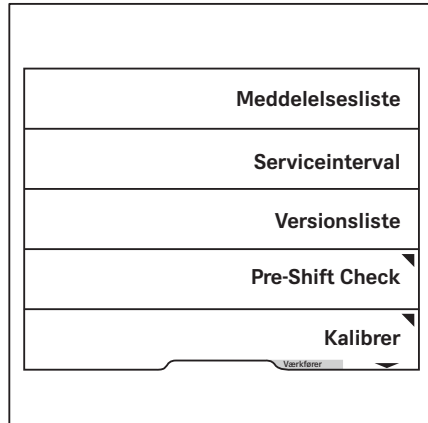 Meddelelsesliste
Serviceinterval
Versionsliste
Pre-Shift Check
Kalibrer
Værkfører